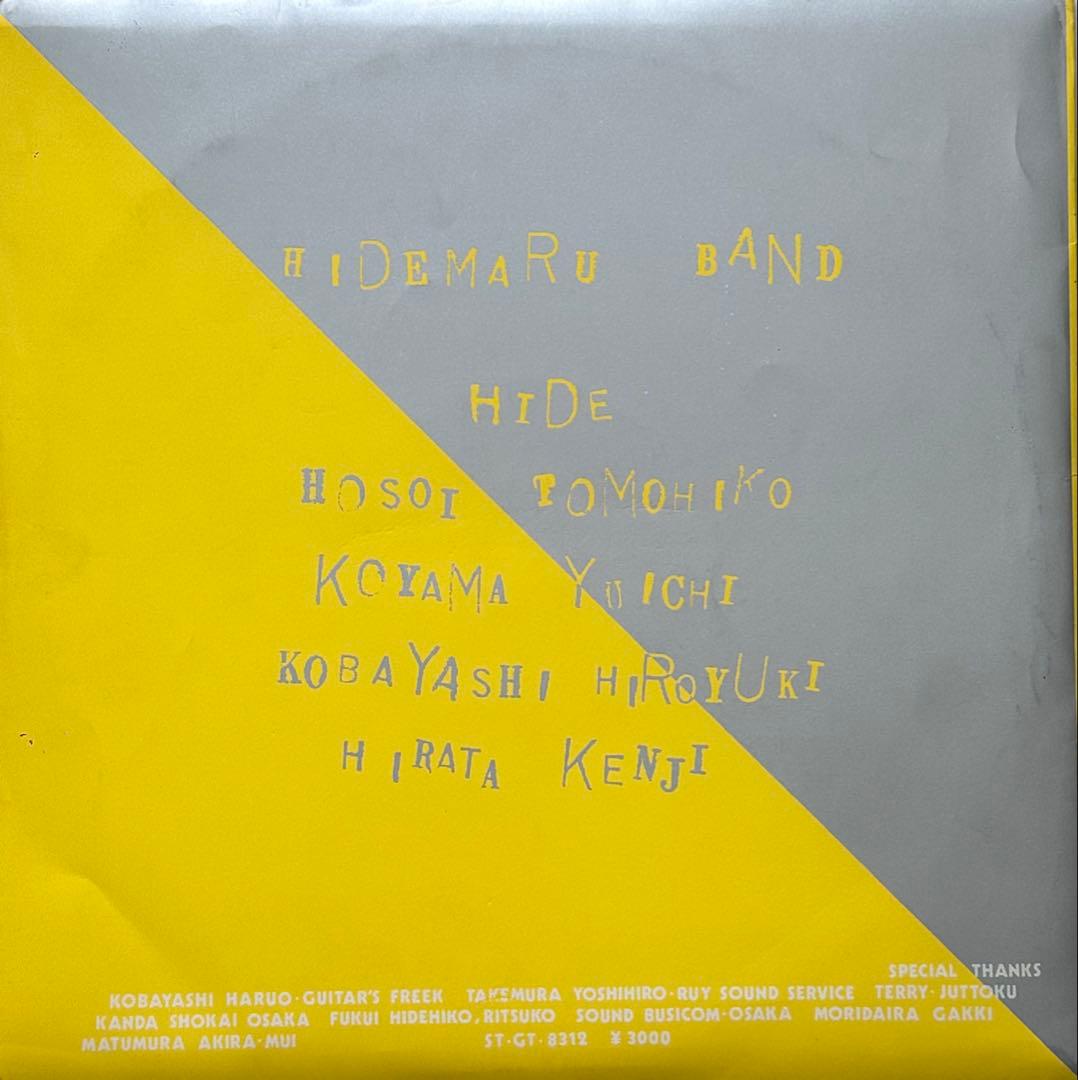 HIDEMARU BAND
HIDE
HOSOI TOMOHIKO
KOYAMA YUICHI
KOBAYASHI HIROYUKI
HIRATA KENJI
SPECIAL THANKS
KOBAYASHI HARUO·GUITAR'S FREEK TAKEMURA YOSHIHIRO·RUY SOUND SERVICE TERRY·JUTTOKU
KANDA SHOKAI OSAKA FUKUI HIDEHIKO, RITSUKO SOUND BUSICOM·OSAKA MORIDAIRA GAKKI
MATUMURA AKIRA·MUI ST·GT·8312 ¥3000